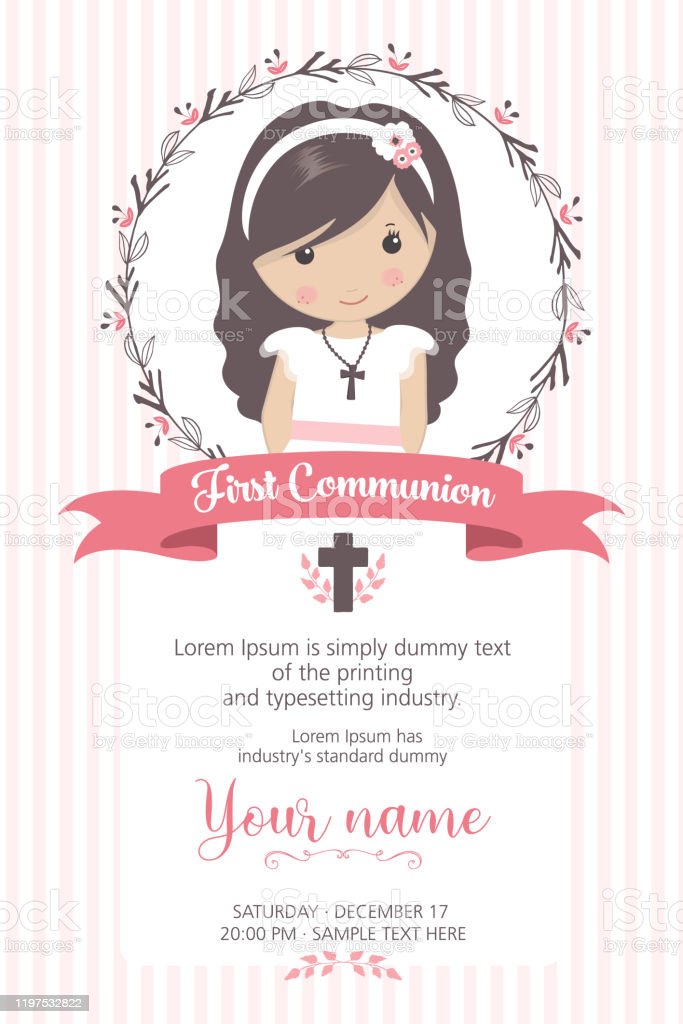 First Communion
Lorem Ipsum is simply dummy text
of the printing
and typesetting industry.
Lorem Ipsum has
industry's standard dummy
Your name
SATURDAY · DECEMBER 17
20:00 PM · SAMPLE TEXT HERE
iStock
by Getty Images™
1197532822